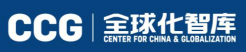 CCG 全球化智库
CENTER FOR CHINA & GLOBALIZATION